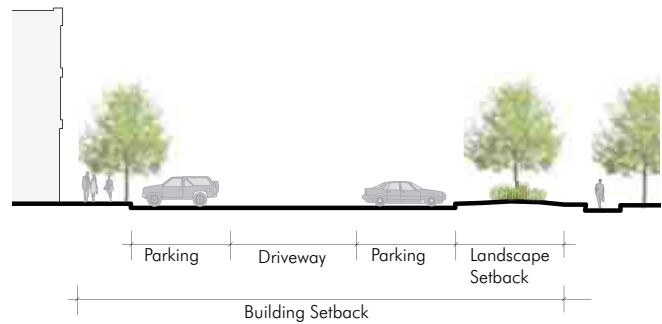 Parking
Driveway
Parking
Landscape
Setback
Building Setback